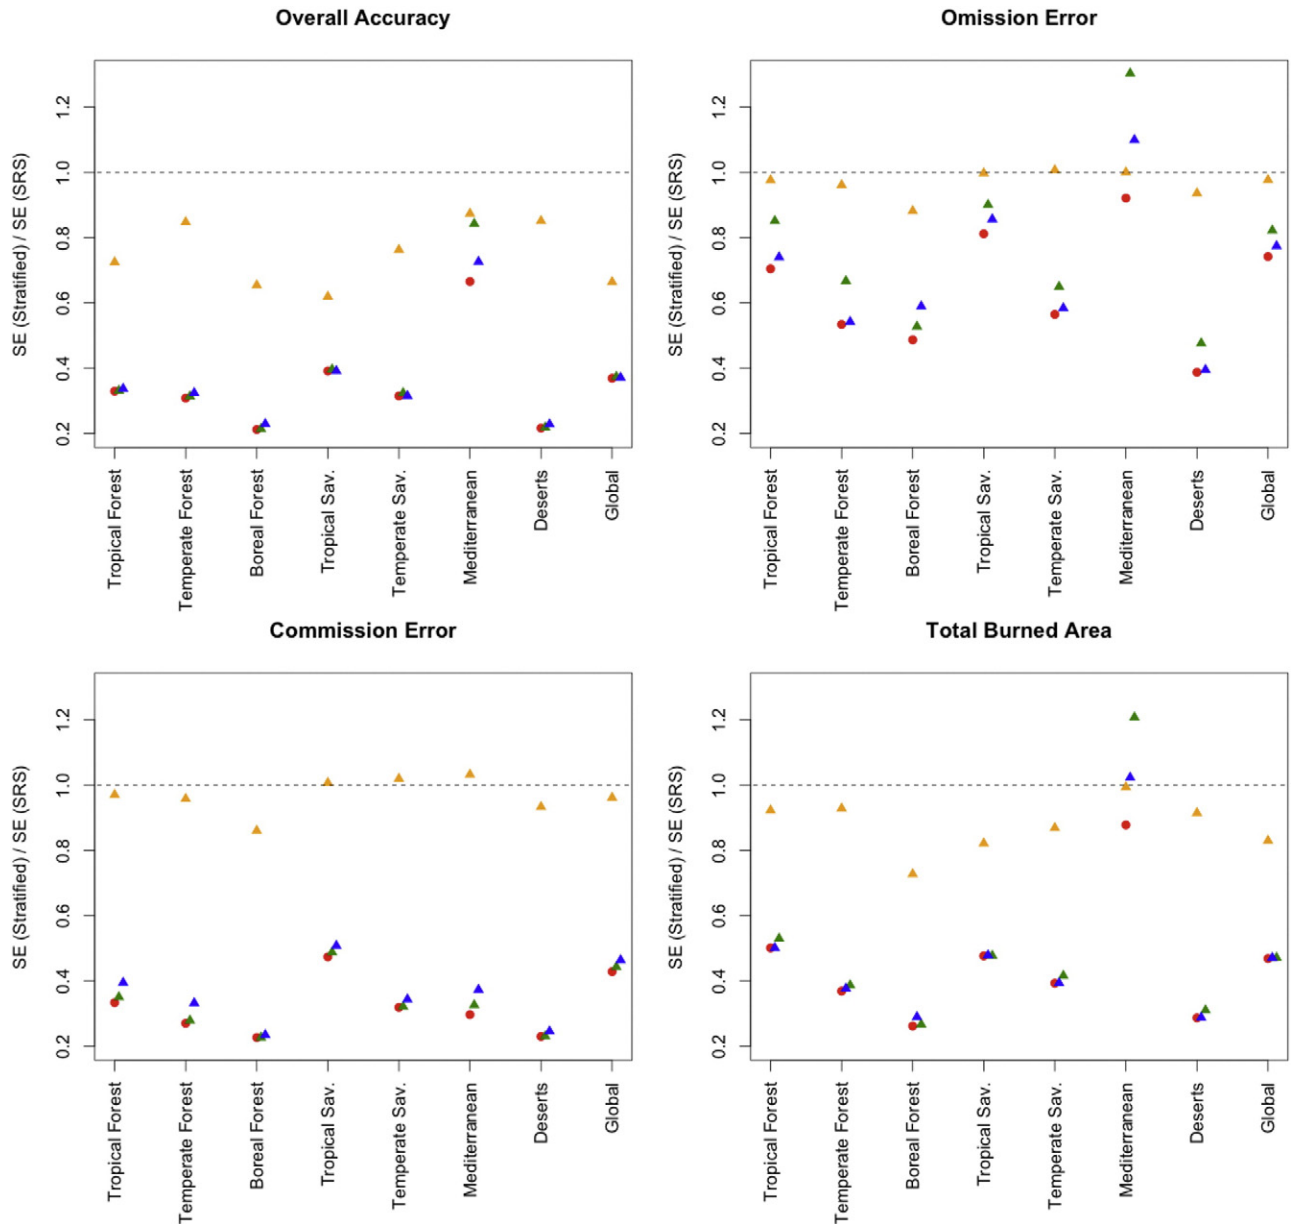 Overall Accuracy
SE (Stratified) / SE (SRS)
1.2
1.0
0.8
0.6
0.4
0.2
Tropical Forest
Temperate Forest
Boreal Forest
Tropical Sav.
Temperate Sav.
Mediterranean
Deserts
Global
Omission Error
SE (Stratified) / SE (SRS)
1.2
1.0
0.8
0.6
0.4
0.2
Tropical Forest
Temperate Forest
Boreal Forest
Tropical Sav.
Temperate Sav.
Mediterranean
Deserts
Global
Commission Error
SE (Stratified) / SE (SRS)
1.2
1.0
0.8
0.6
0.4
0.2
Tropical Forest
Temperate Forest
Boreal Forest
Tropical Sav.
Temperate Sav.
Mediterranean
Deserts
Global
Total Burned Area
SE (Stratified) / SE (SRS)
1.2
1.0
0.8
0.6
0.4
0.2
Tropical Forest
Temperate Forest
Boreal Forest
Tropical Sav.
Temperate Sav.
Mediterranean
Deserts
Global